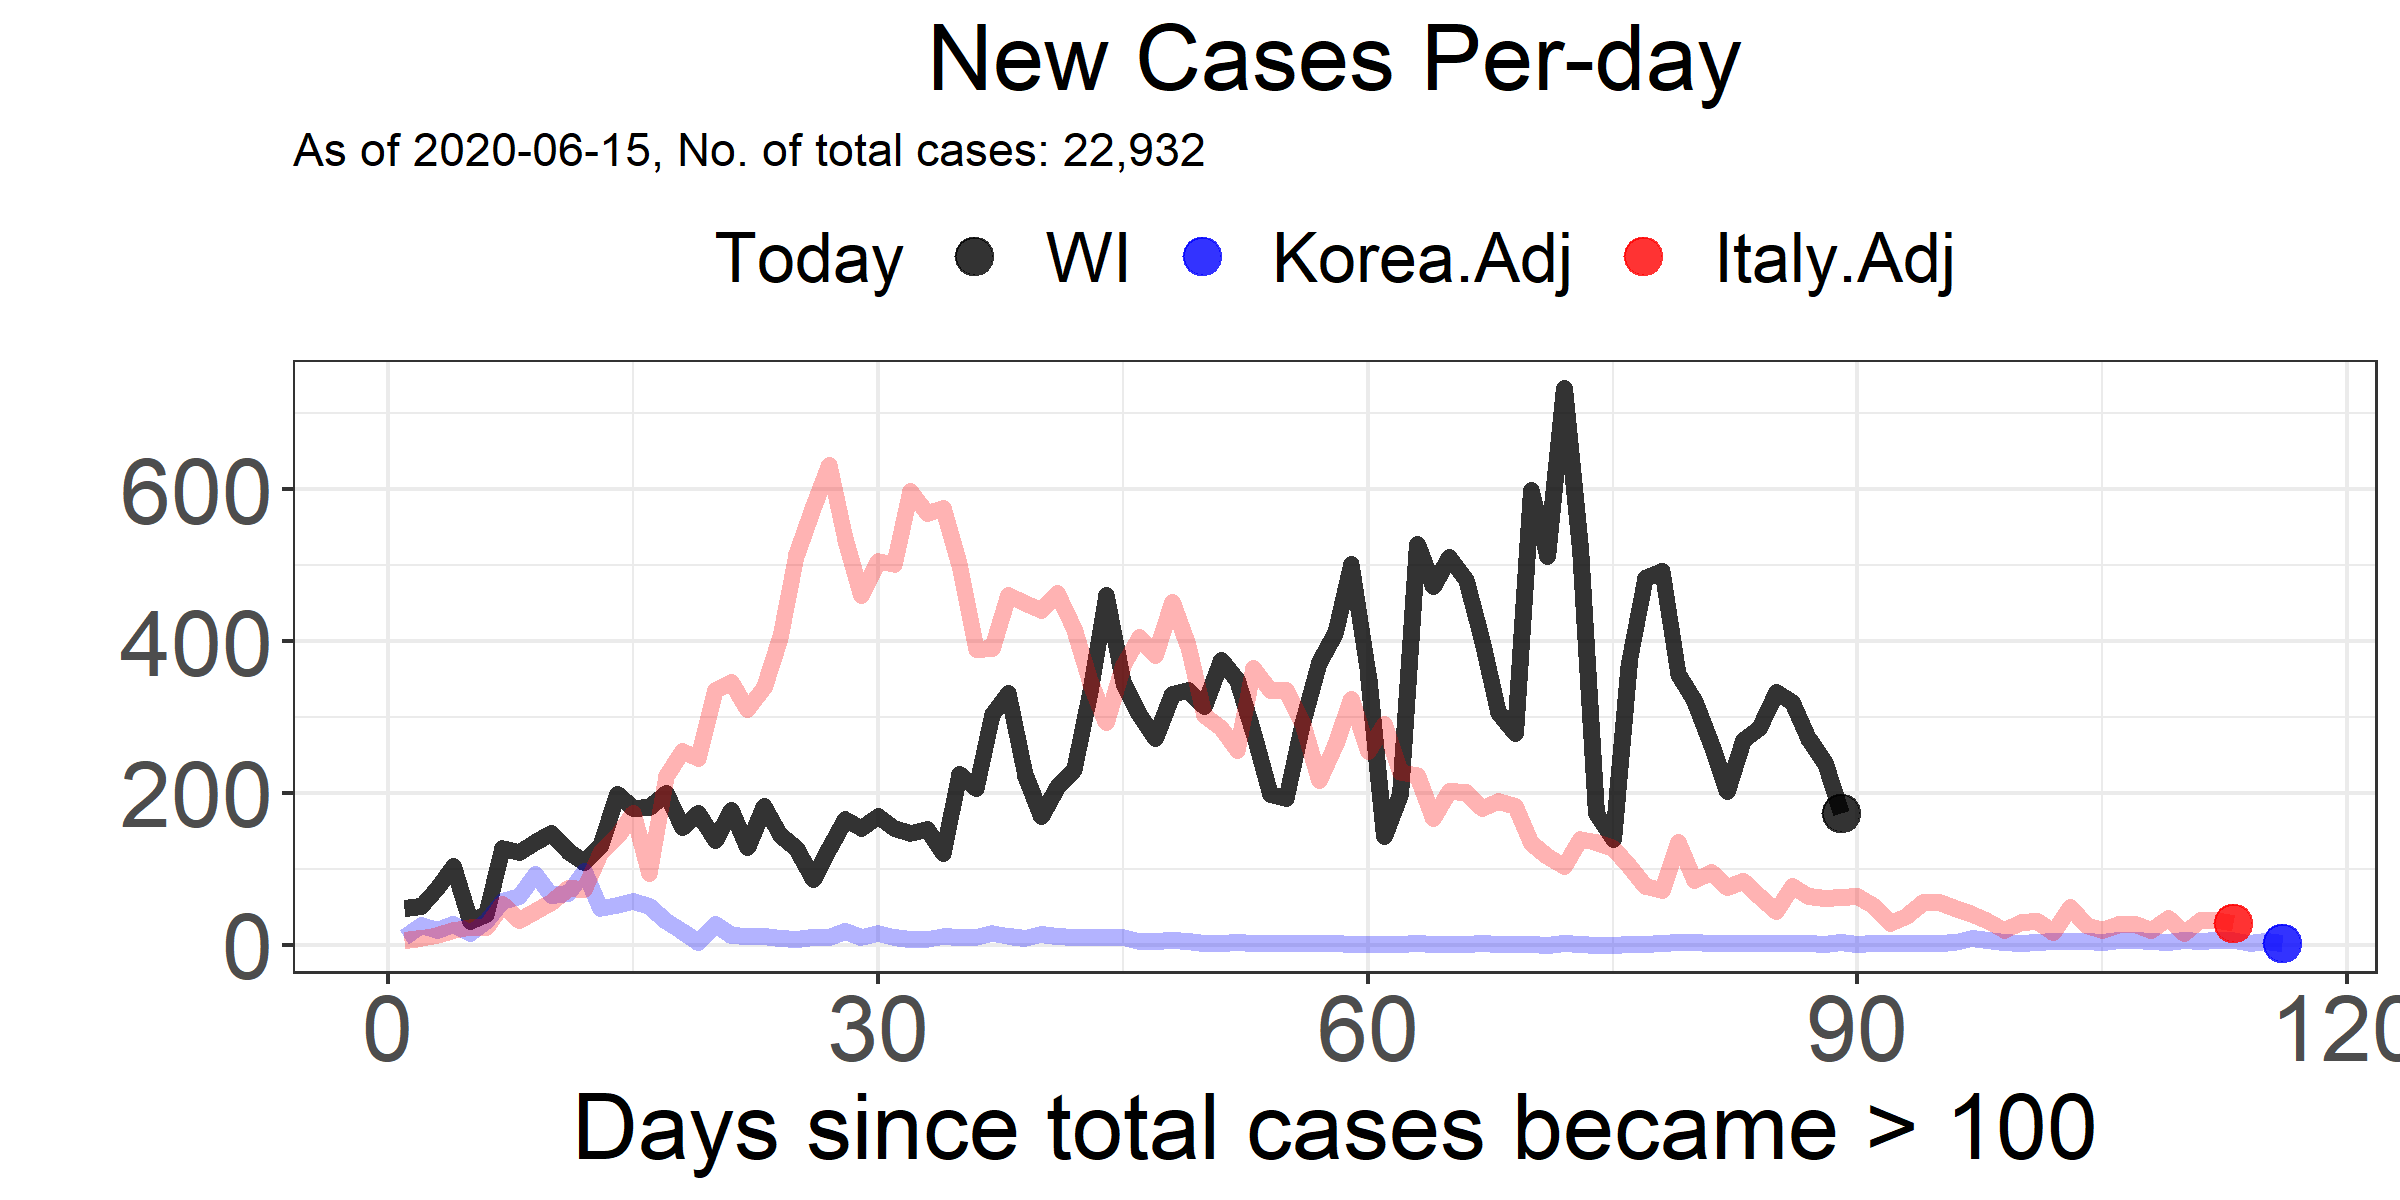 New Cases Per-day
As of 2020-06-15, No. of total cases: 22,932
Today WI Korea.Adj Italy.Adj
600
400
200
0
0 30 60 90 120
Days since total cases became > 100